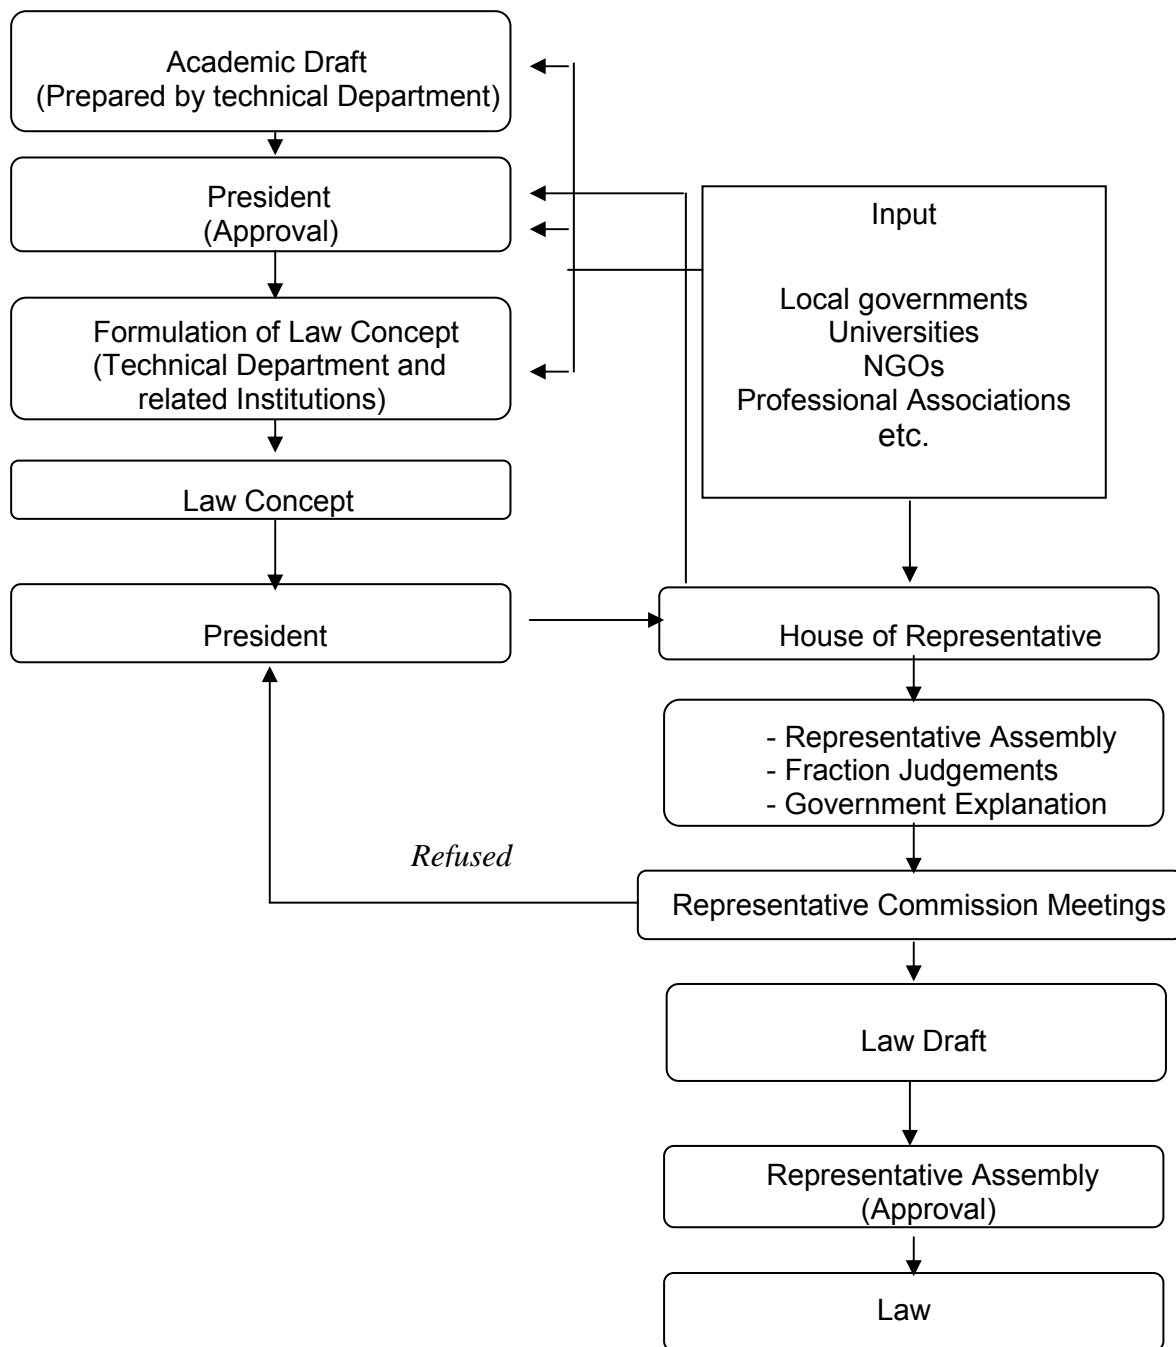 Academic Draft
(Prepared by technical Department)
President
(Approval)
Formulation of Law Concept
(Technical Department and
related Institutions)
Law Concept
President
Input
Local governments
Universities
NGOs
Professional Associations
etc.
House of Representative
- Representative Assembly
- Fraction Judgements
- Government Explanation
Refused
Representative Commission Meetings
Law Draft
Representative Assembly
(Approval)
Law